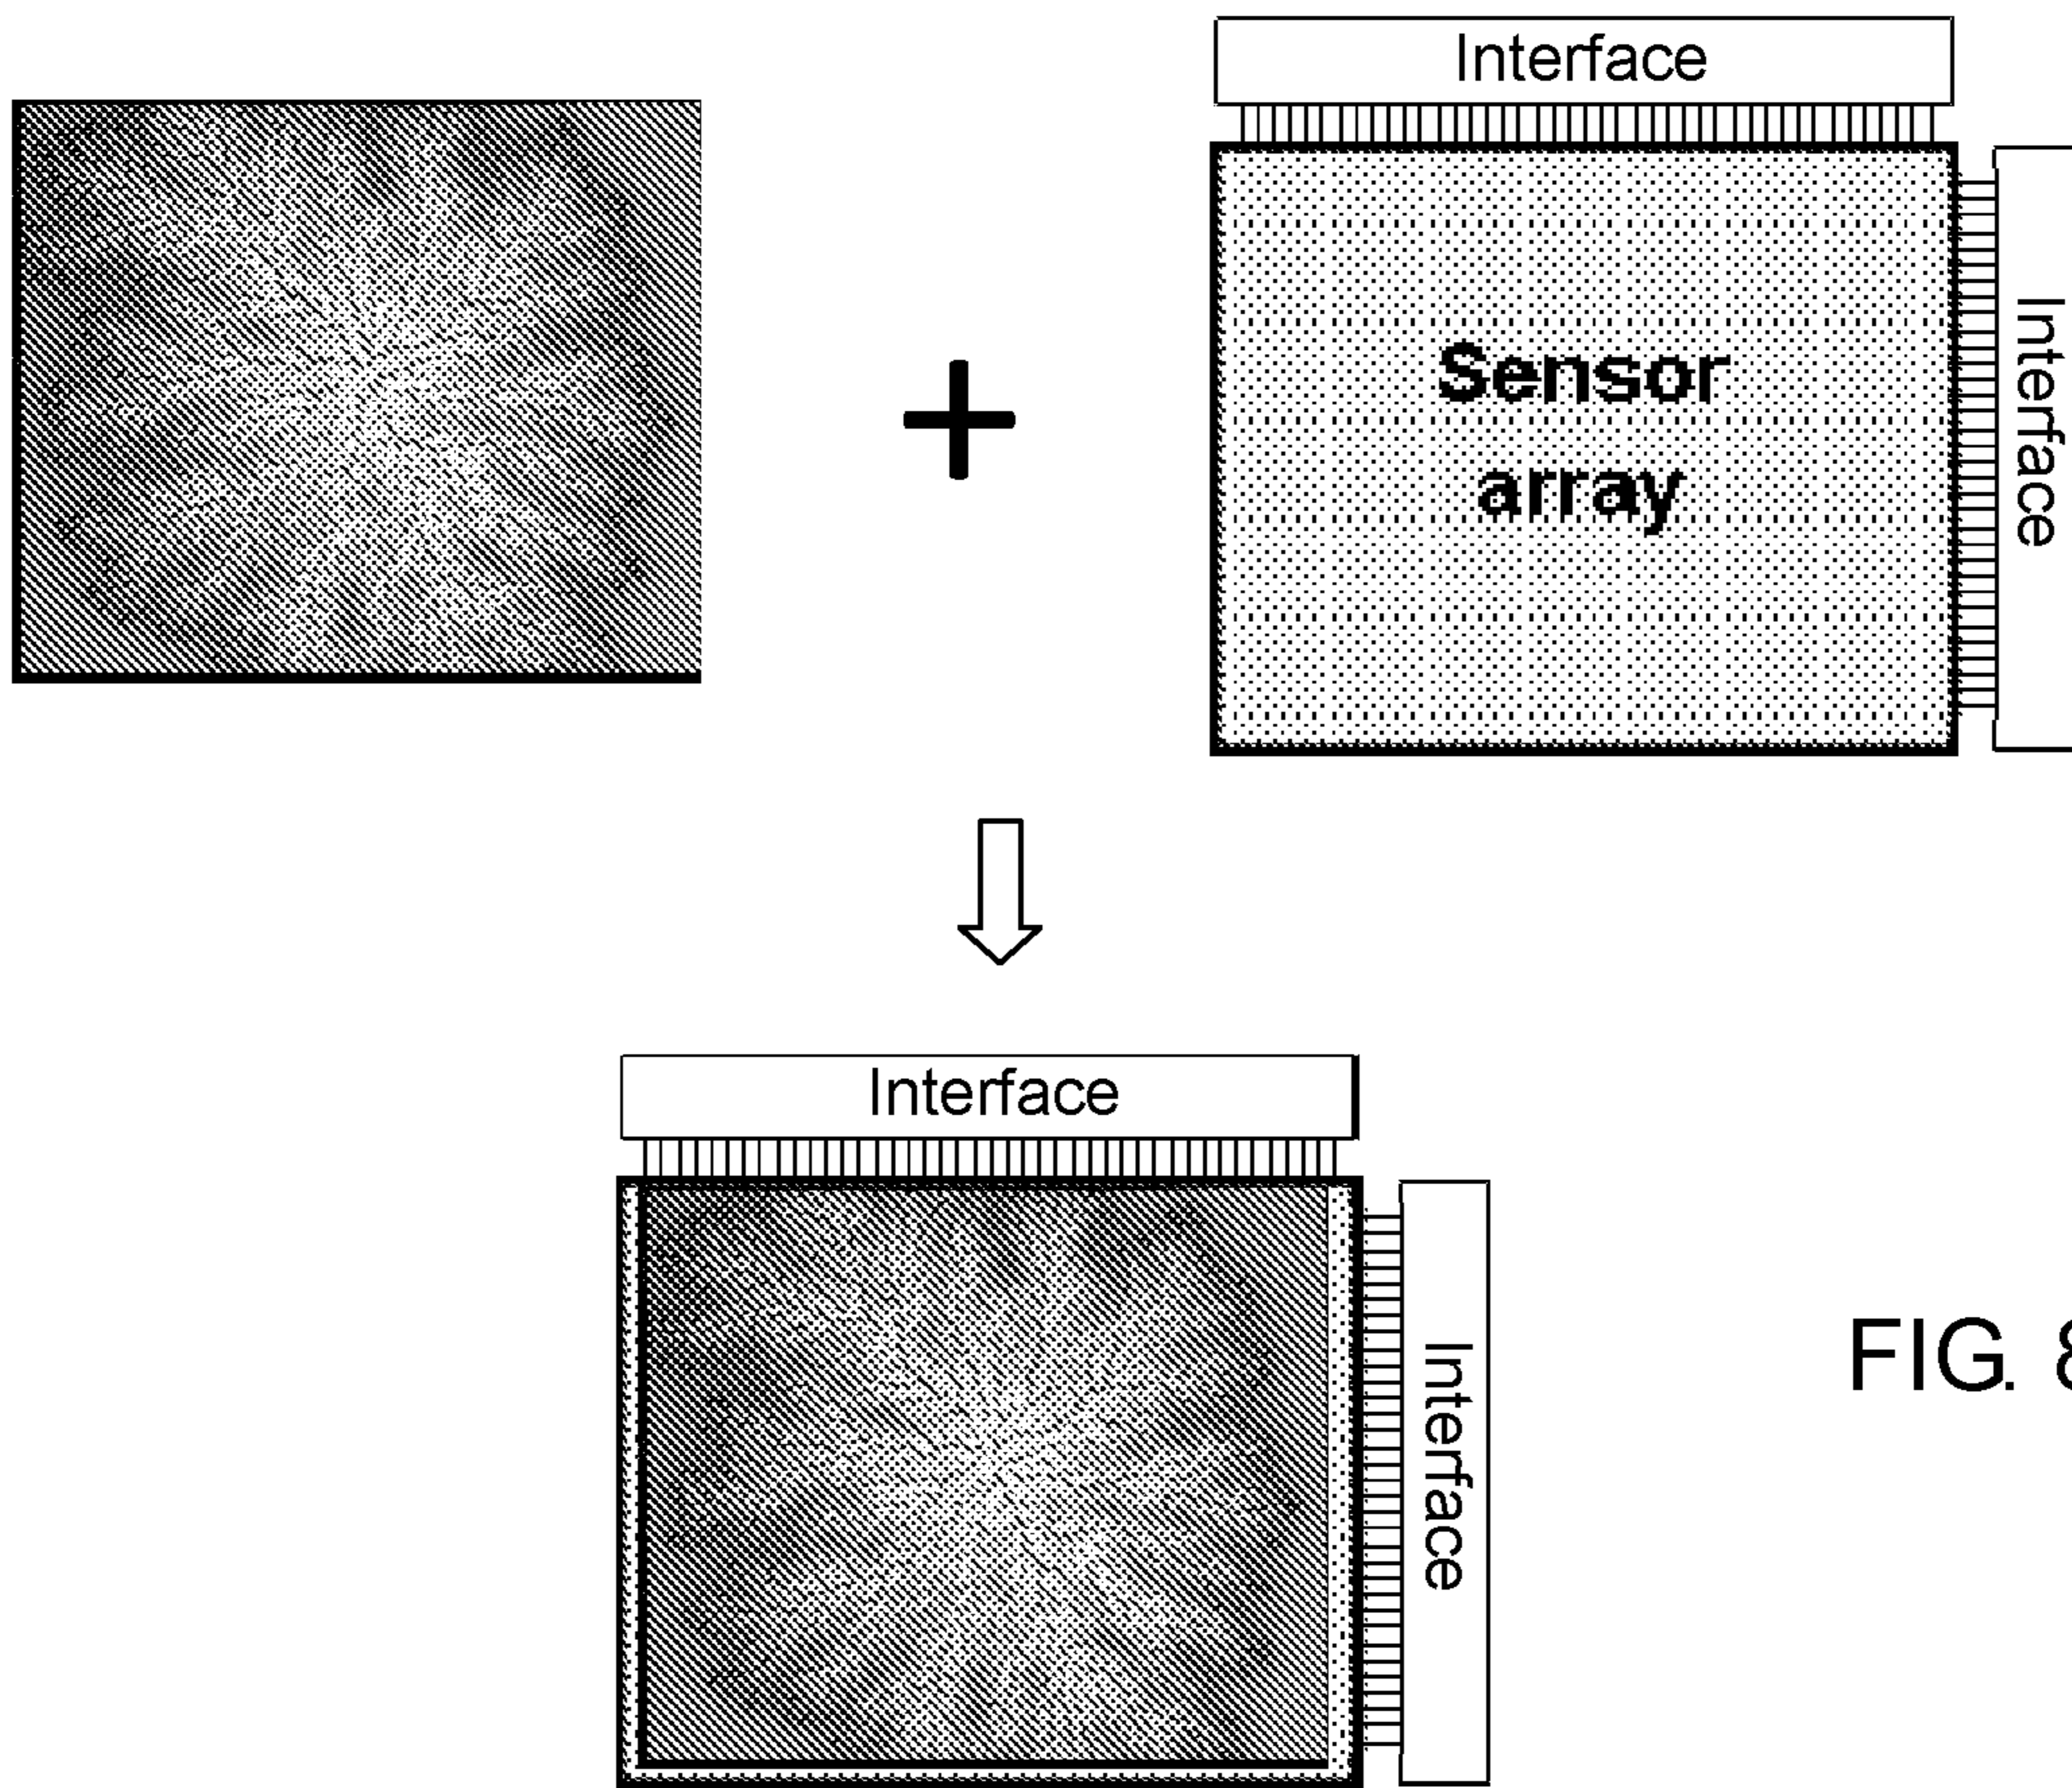 Interface
Sensor
array
Interface
Interface
Interface
FIG. 8